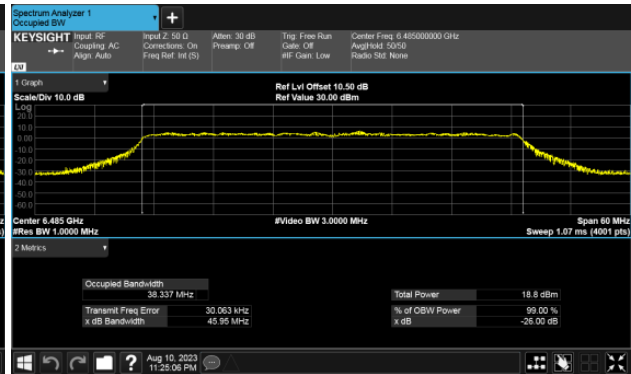 Spectrum Analyzer 1
Occupied BW
+
KEYSIGHT Input: RF Input Z: 50 Ω Atten: 30 dB Trig: Free Run Center Freq: 6.485000000 GHz
Coupling: AC Corrections: On Preamp: Off Gate: Off Avg|Hold: 50/50
Align: Auto Freq Ref: Int (S) #IF Gain: Low Radio Std: None
LXI
1 Graph
Ref Lvl Offset 10.50 dB
Scale/Div 10.0 dB Ref Value 30.00 dBm
Log
20.0
10.0
0.00
-10.0
-20.0
-30.0
-40.0
-50.0
-60.0
z Center 6.485 GHz #Video BW 3.0000 MHz Span 60 MHz
) #Res BW 1.0000 MHz Sweep 1.07 ms (4001 pts)
2 Metrics
Occupied Bandwidth
38.337 MHz Total Power 18.8 dBm
Transmit Freq Error 30.063 kHz % of OBW Power 99.00 %
x dB Bandwidth 45.95 MHz x dB -26.00 dB
? Aug 10, 2023
11:25:06 PM